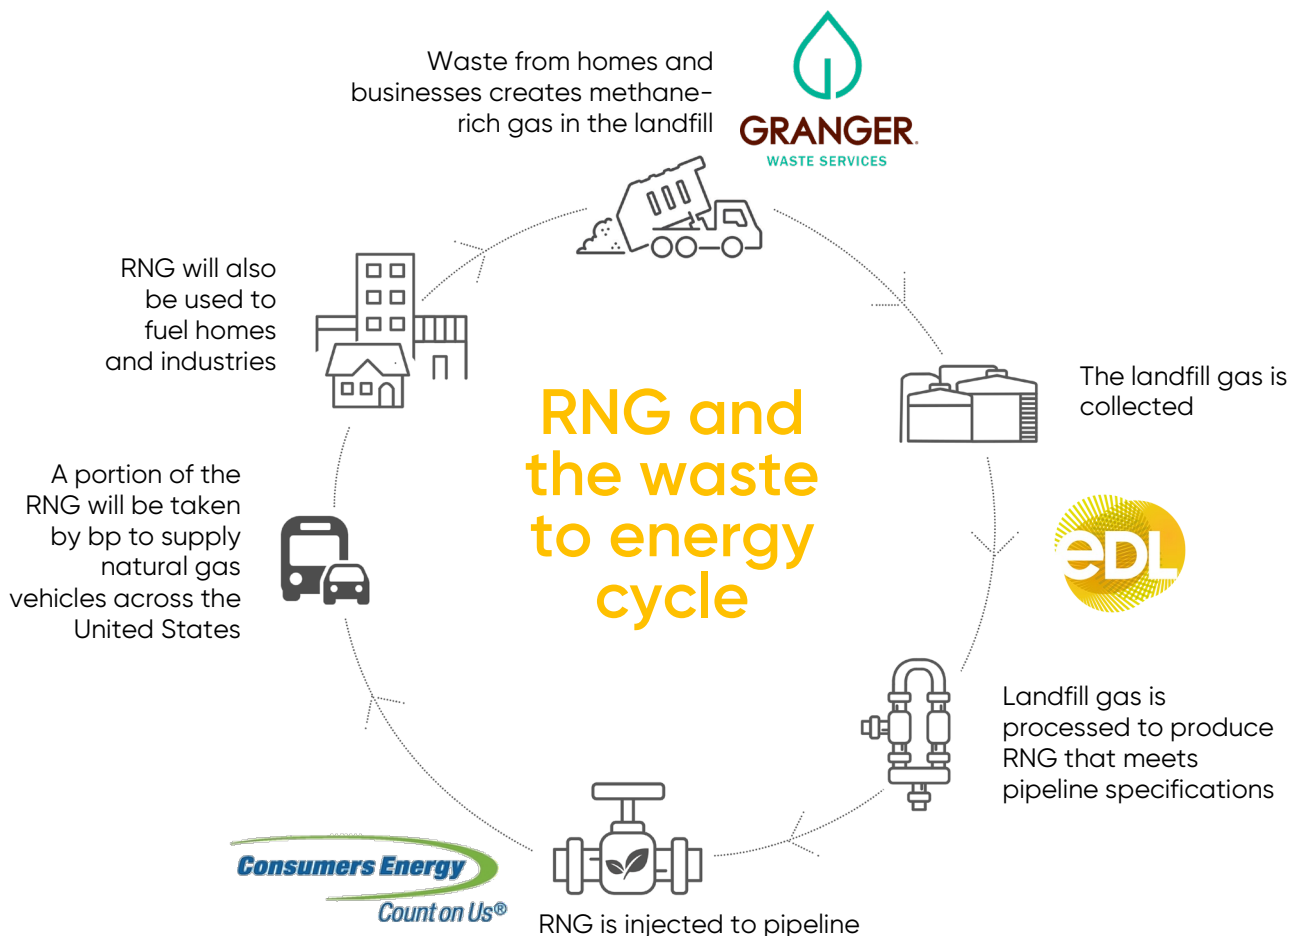 Waste from homes and
businesses creates methane-
rich gas in the landfill
GRANGER.
WASTE SERVICES
The landfill gas is
collected
eDL
Landfill gas is
processed to produce
RNG that meets
pipeline specifications
RNG is injected to pipeline
Consumers Energy
Count on Us®
A portion of the
RNG will be taken
by bp to supply
natural gas
vehicles across the
United States
RNG will also
be used to
fuel homes
and industries
RNG and
the waste
to energy
cycle